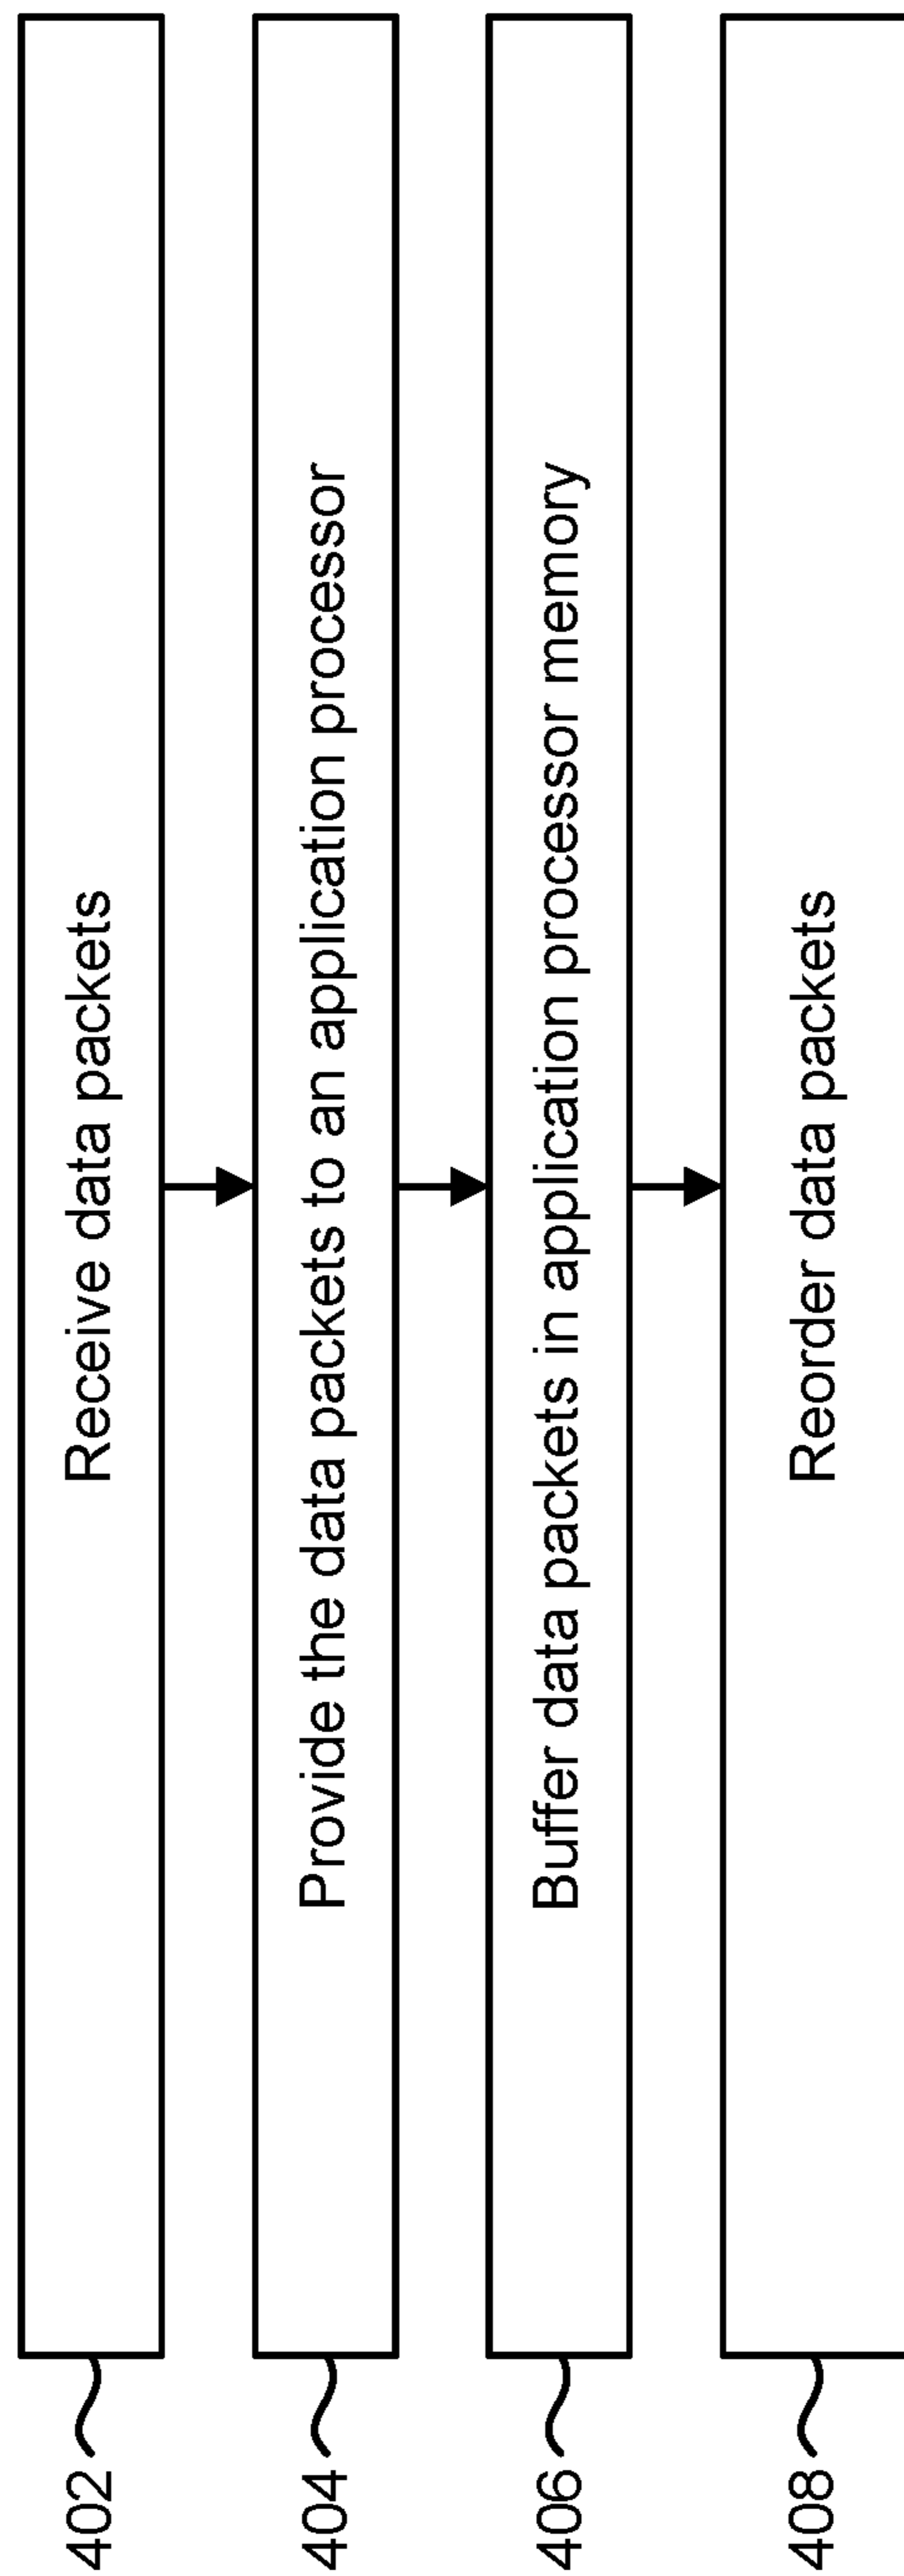 402
Receive data packets
404
Provide the data packets to an application processor
406
Buffer data packets in application processor memory
408
Reorder data packets